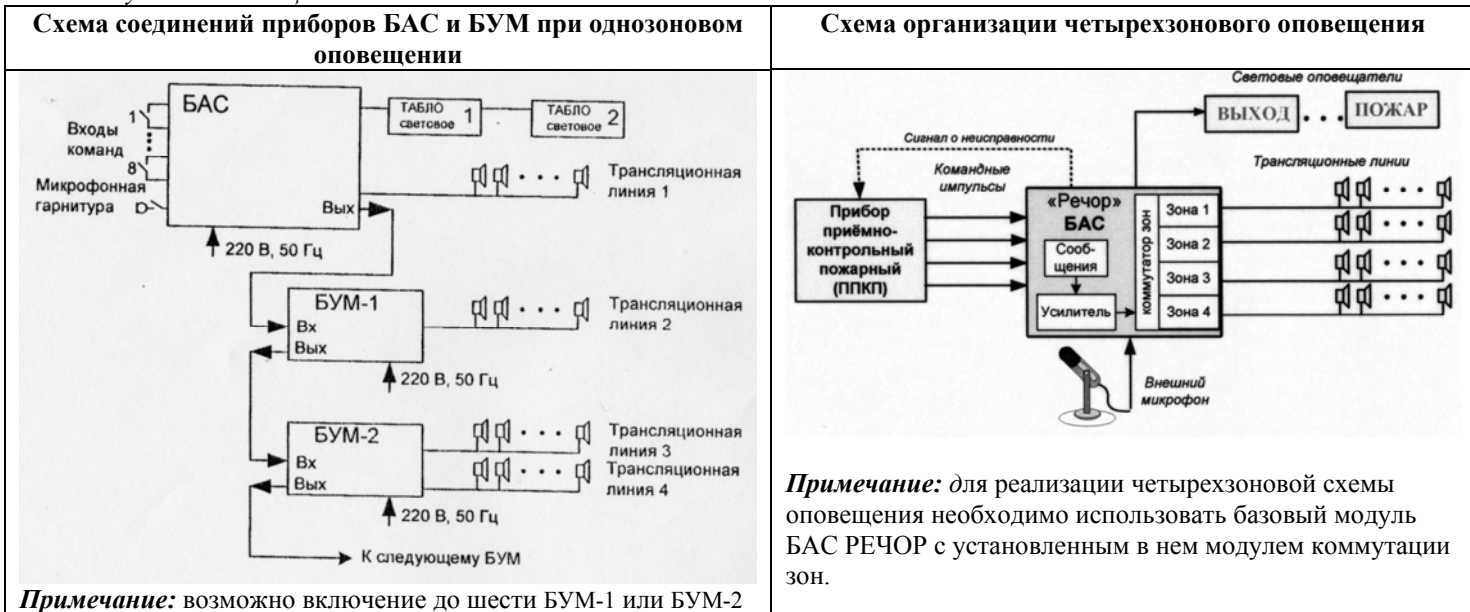 Схема соединений приборов БАС и БУМ при однозоновом
оповещении
БАС
1
Входы
команд
8
Микрофонная
гарнитура
Вых
220 В, 50 Гц
ТАБЛО
световое 1
ТАБЛО
световое 2
Трансляционная
линия 1
БУМ-1
Вх
Вых
220 В, 50 Гц
Трансляционная
линия 2
БУМ-2
Вх
Вых
220 В, 50 Гц
Трансляционная
линия 3
Трансляционная
линия 4
К следующему БУМ
Примечание: возможно включение до шести БУМ-1 или БУМ-2
Схема организации четырехзонового оповещения
Световые оповещатели
ВЫХОД
ПОЖАР
Сигнал о неисправности
Командные
импульсы
Трансляционные линии
Прибор
приёмно-
контрольный
пожарный
(ППКП)
«Речор»
БАС
Сооб-
щения
Усилитель
коммутатор зон
Зона 1
Зона 2
Зона 3
Зона 4
Внешний
микрофон
Примечание: для реализации четырехзоновой схемы
оповещения необходимо использовать базовый модуль
БАС РЕЧОР с установленным в нем модулем коммутации
зон.